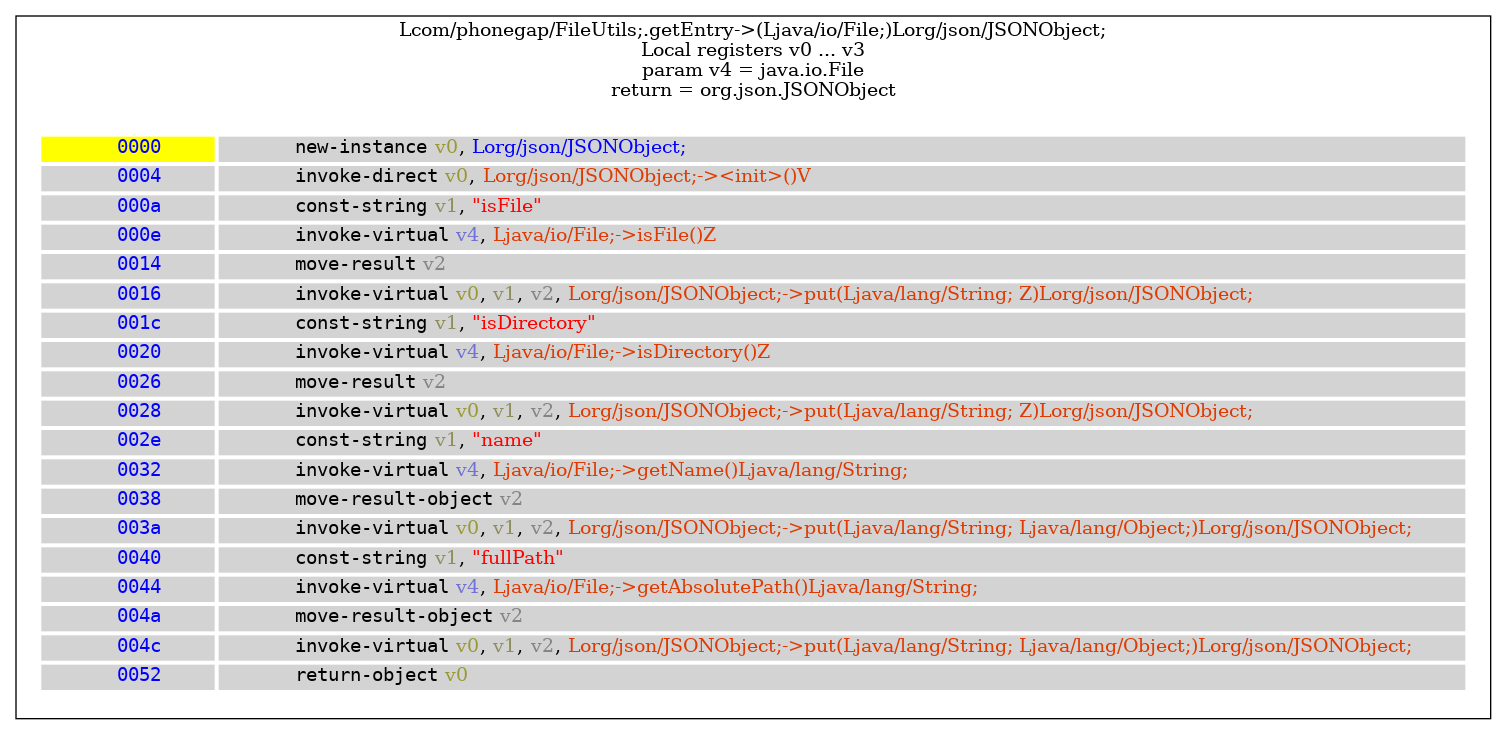 Lcom/phonegap/FileUtils;.getEntry->(Ljava/io/File;)Lorg/json/JSONObject;
Local registers v0 ... v3
param v4 = java.io.File
return = org.json.JSONObject
0000 new-instance v0, Lorg/json/JSONObject;
0004 invoke-direct v0, Lorg/json/JSONObject;-><init>()V
000a const-string v1, "isFile"
000e invoke-virtual v4, Ljava/io/File;->isFile()Z
0014 move-result v2
0016 invoke-virtual v0, v1, v2, Lorg/json/JSONObject;->put(Ljava/lang/String; Z)Lorg/json/JSONObject;
001c const-string v1, "isDirectory"
0020 invoke-virtual v4, Ljava/io/File;->isDirectory()Z
0026 move-result v2
0028 invoke-virtual v0, v1, v2, Lorg/json/JSONObject;->put(Ljava/lang/String; Z)Lorg/json/JSONObject;
002e const-string v1, "name"
0032 invoke-virtual v4, Ljava/io/File;->getName()Ljava/lang/String;
0038 move-result-object v2
003a invoke-virtual v0, v1, v2, Lorg/json/JSONObject;->put(Ljava/lang/String; Ljava/lang/Object;)Lorg/json/JSONObject;
0040 const-string v1, "fullPath"
0044 invoke-virtual v4, Ljava/io/File;->getAbsolutePath()Ljava/lang/String;
004a move-result-object v2
004c invoke-virtual v0, v1, v2, Lorg/json/JSONObject;->put(Ljava/lang/String; Ljava/lang/Object;)Lorg/json/JSONObject;
0052 return-object v0